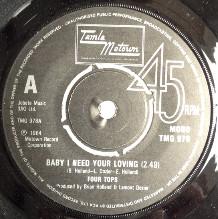 Tamla
Motown
A
45
RPM
Jobete Music
(UK) Ltd.
TMG 978A
MONO
TMG 978
℗ 1964
Motown Record
Corporation
BABY I NEED YOUR LOVING (2.43)
(B. Holland-L. Dozier-E. Holland)
FOUR TOPS
Produced by Brian Holland & Lamont Dozier